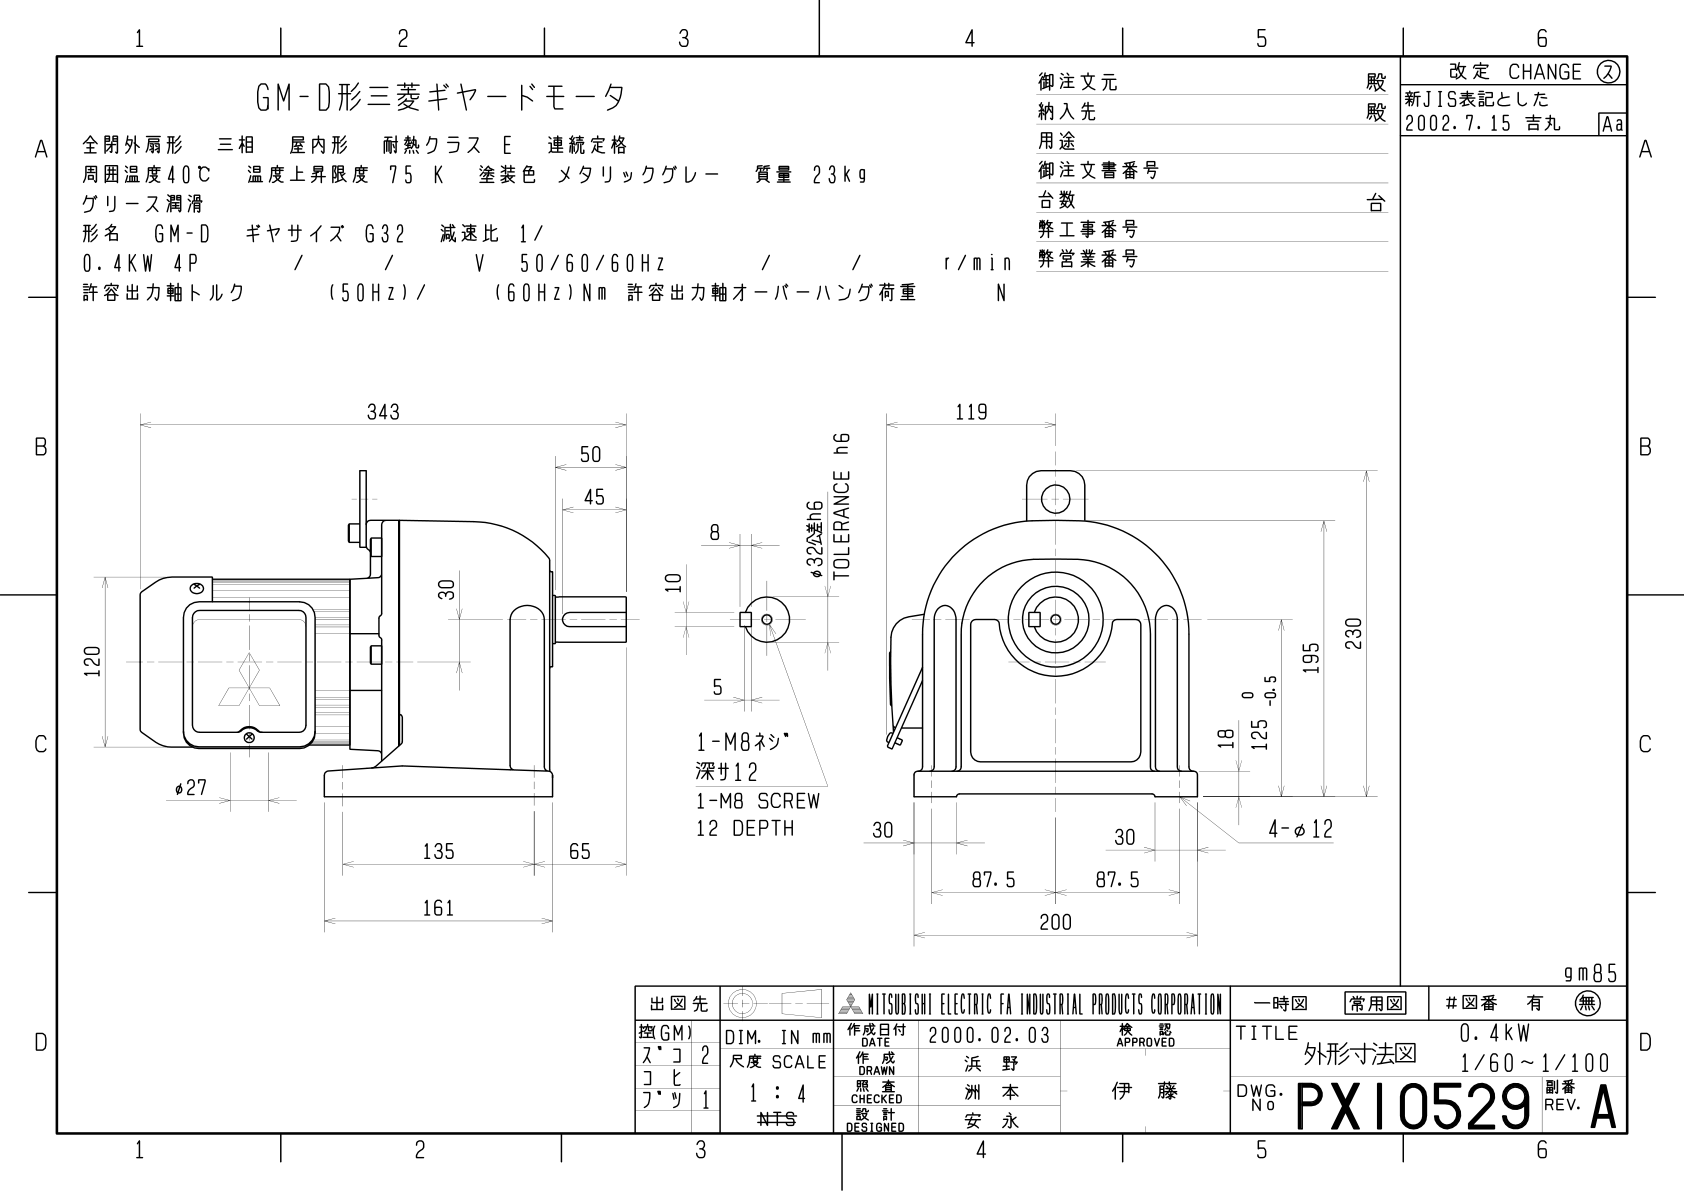 1 2 3 4 5 6
A
B
C
D
GM-D形三菱ギヤードモータ
全閉外扇形 三相 屋内形 耐熱クラス E 連続定格
周囲温度40℃ 温度上昇限度 75 K 塗装色 メタリックグレー 質量 23kg
グリース潤滑
形名 GM-D ギヤサイズ G32 減速比 1/
0.4KW 4P / / V 50/60/60Hz / / r/min
許容出力軸トルク (50Hz)/ (60Hz)Nm 許容出力軸オーバーハング荷重 N
御注文元 殿
納入先 殿
用途
御注文書番号
台数 台
弊工事番号
弊営業番号
改定 CHANGE ス
新JIS表記とした
2002.7.15 吉丸 Aa
A
B
C
D
343
50
45
30
120
φ27
135 65
161
8
10
5
φ32公差h6
TOLERANCE h6
1-M8ネジ
深サ12
1-M8 SCREW
12 DEPTH
119
230
195
125 0 -0.5
18
4-φ12
30 30
87.5 87.5
200
gm85
出図先
控(GM)
ズコ 2
コヒ
ブツ 1
DIM. IN mm
尺度 SCALE
1 : 4
NTS
MITSUBISHI ELECTRIC FA INDUSTRIAL PRODUCTS CORPORATION
作成日付 DATE 2000.02.03
作成 DRAWN 浜野
照査 CHECKED 洲本
設計 DESIGNED 安永
検認 APPROVED
伊藤
一時図 常用図 #図番 有 無
TITLE
外形寸法図
0.4kW
1/60~1/100
DWG. No PX10529
副番 REV. A
1 2 3 4 5 6